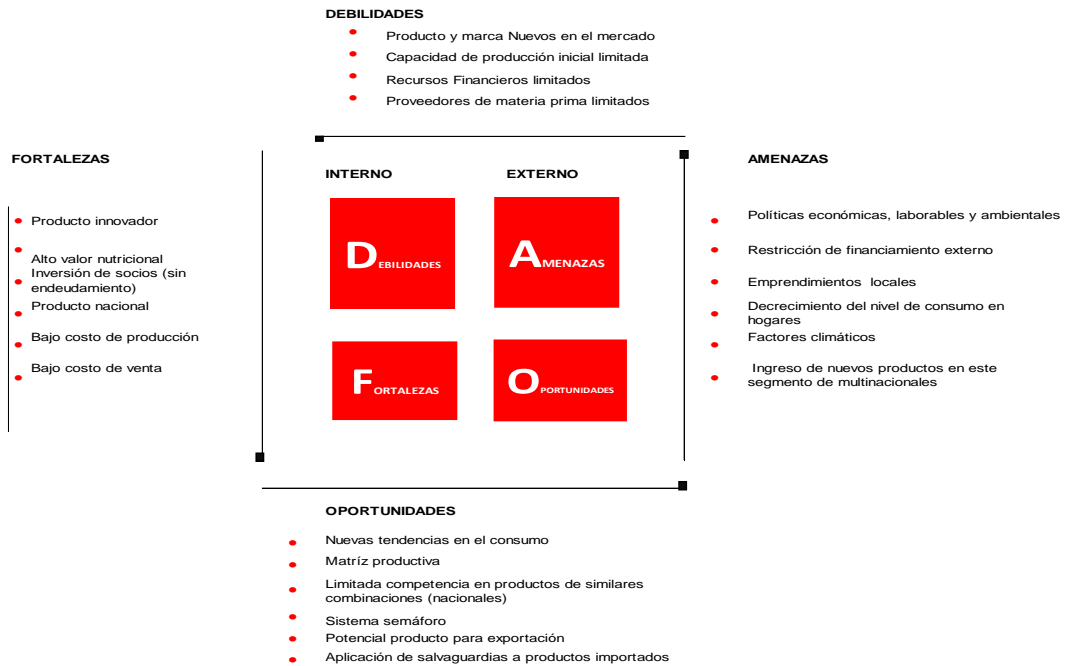 DEBILIDADES
Producto y marca Nuevos en el mercado
Capacidad de producción inicial limitada
Recursos Financieros limitados
Proveedores de materia prima limitados
FORTALEZAS
Producto innovador
Alto valor nutricional
Inversión de socios (sin
endeudamiento)
Producto nacional
Bajo costo de producción
Bajo costo de venta
INTERNO
EXTERNO
DEBILIDADES
AMENAZAS
FORTALEZAS
OPORTUNIDADES
AMENAZAS
Políticas económicas, laborables y ambientales
Restricción de financiamiento externo
Emprendimientos locales
Decrecimiento del nivel de consumo en
hogares
Factores climáticos
Ingreso de nuevos productos en este
segmento de multinacionales
OPORTUNIDADES
Nuevas tendencias en el consumo
Matríz productiva
Limitada competencia en productos de similares
combinaciones (nacionales)
Sistema semáforo
Potencial producto para exportación
Aplicación de salvaguardias a productos importados